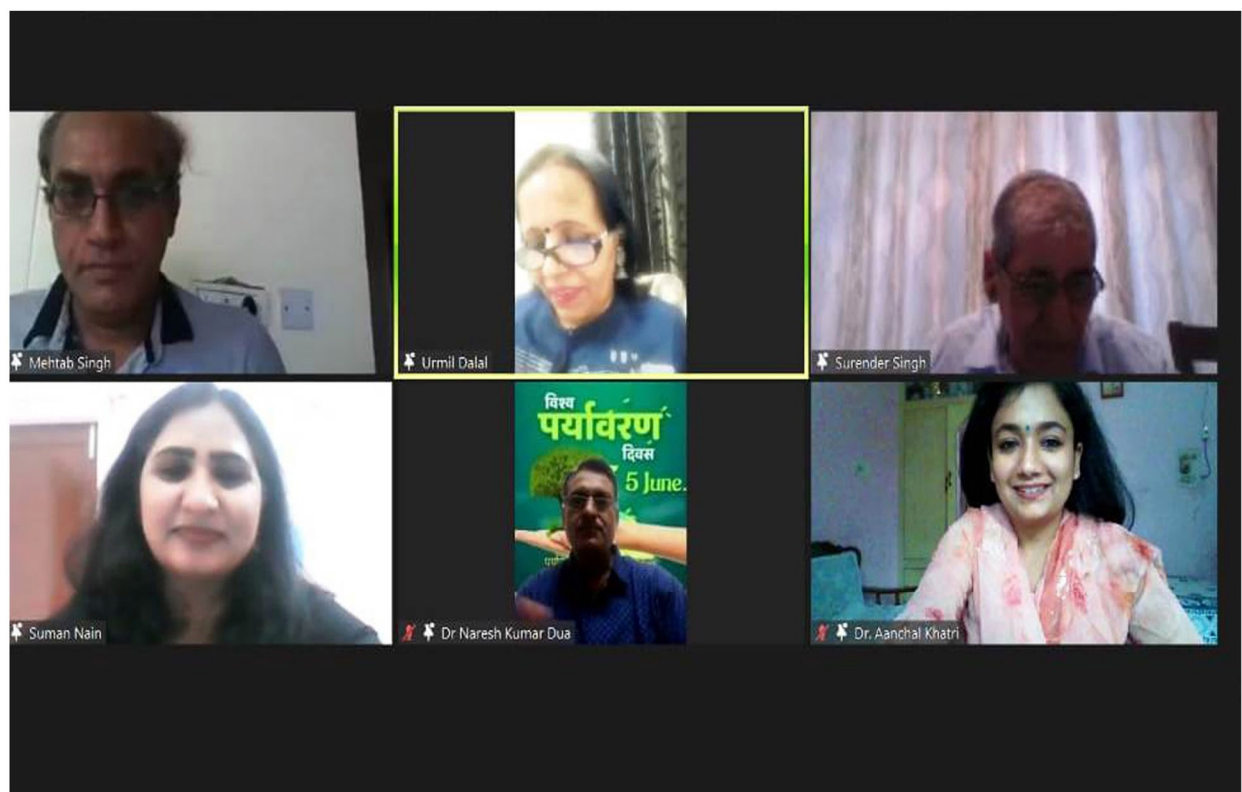 Mehtab Singh
Urmil Dalal
Surender Singh
Suman Nain
विश्व
पर्यावरण
दिवस
5 June.
Dr Naresh Kumar Dua
Dr. Aanchal Khatri